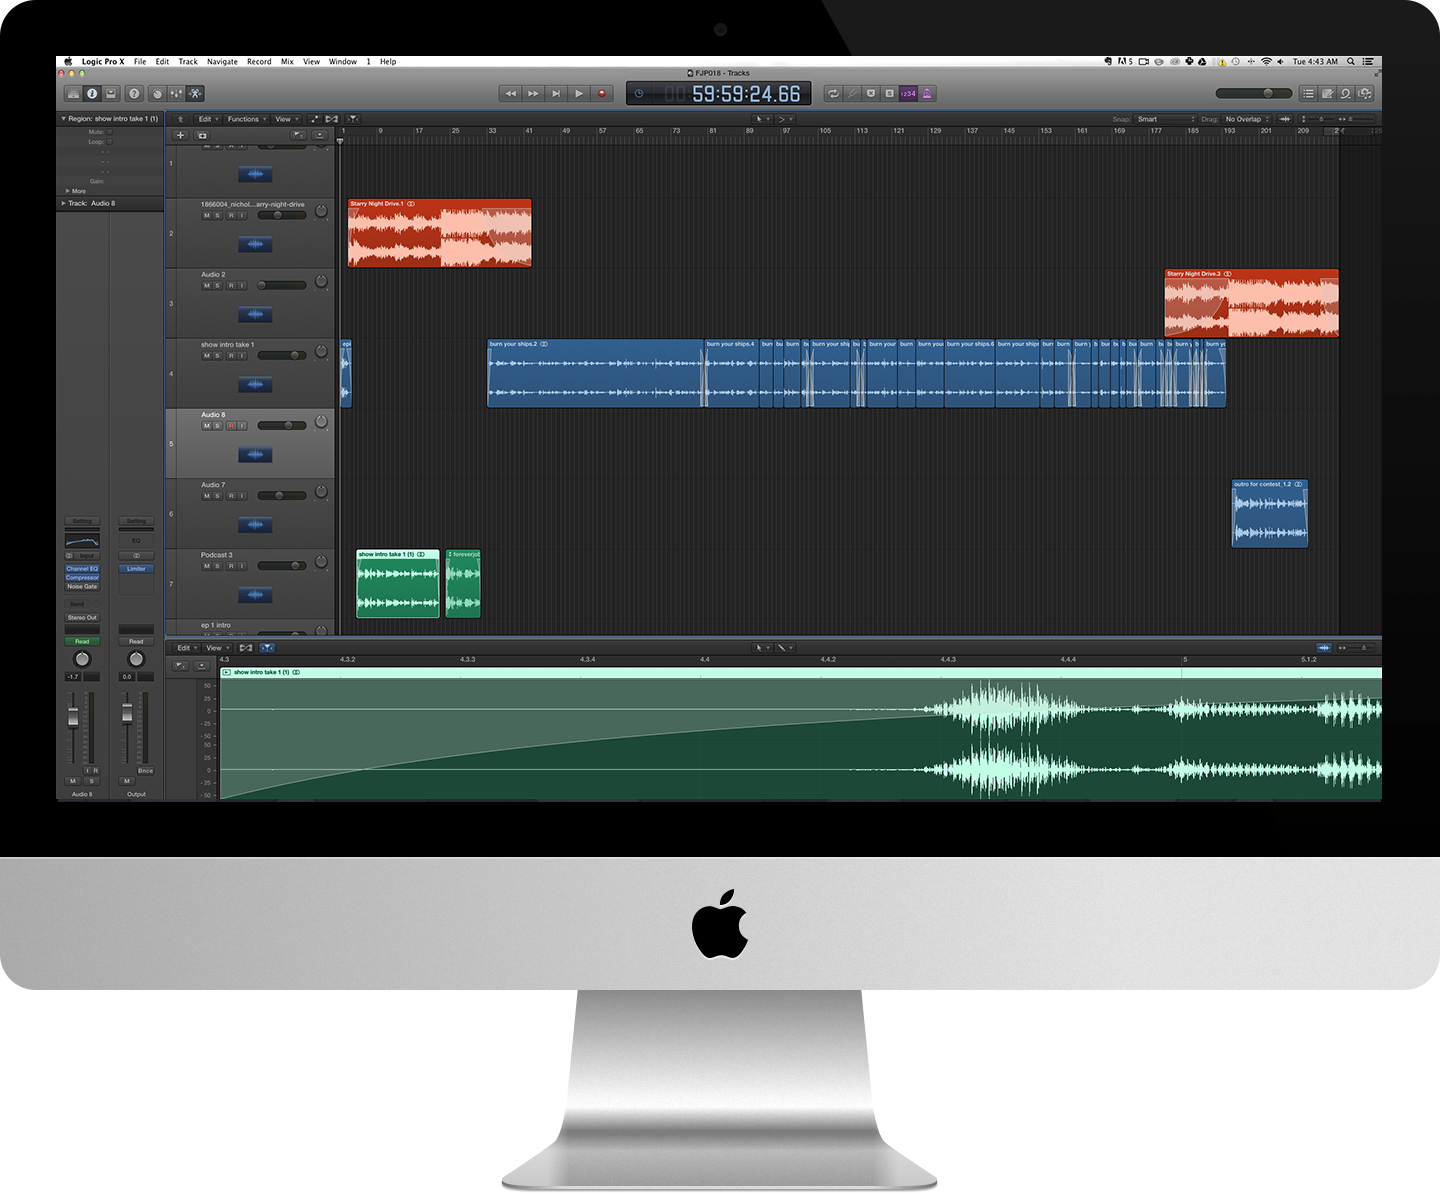 Logic Pro X File Edit Track Navigate Record Mix View Window 1 Help
5 Tue 4:43 AM
FJP018 - Tracks
59:59:24.66
1234
Region: show intro take 1 (1)
Edit Functions View
Snap: Smart Drag: No Overlap
Mute:
Loop:
Gain:
More
Track: Audio 8
1 9 17 25 33 41 49 57 65 73 81 89 97 105 113 121 129 137 145 153 161 169 177 185 193 201 209
1
1866004_nichol...arry-night-drive
M S R I
2
Starry Night Drive.1
Audio 2
M S R I
3
Starry Night Drive.3
show intro take 1
M S R I
4
burn your ships.2
burn your ships.4
burn your ships.6
Audio 8
M S R I
5
Audio 7
M S R I
6
outro for contest_1.2
Podcast 3
M S R I
7
show intro take 1 (1)
foreverjob
ep 1 intro
Setting Setting
EQ
Input
Channel EQ Limiter
Compressor
Noise Gate
Send
Stereo Out
Read Read
-1.7 0.0
I R Bnce
M S M
Audio 8 Output
Edit View
4.3 4.3.2 4.3.3 4.3.4 4.4 4.4.2 4.4.3 4.4.4 5 5.1.2
show intro take 1 (1)
50
25
0
-25
-50
50
25
0
-25
-50